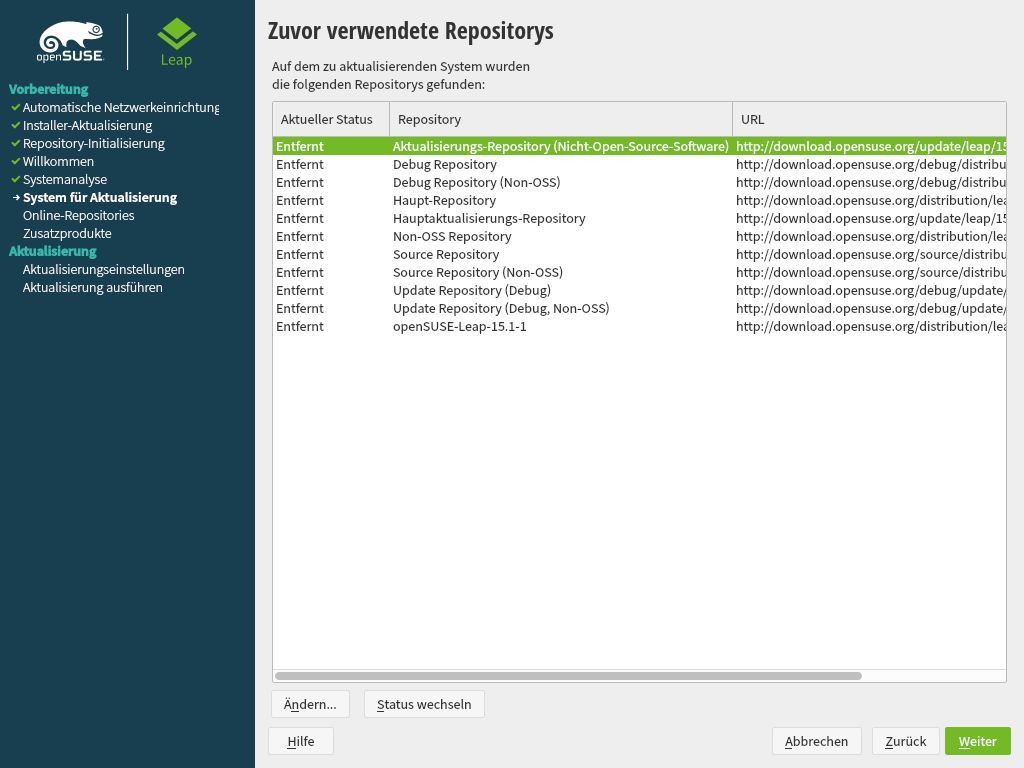 openSUSE
Leap
Vorbereitung
Automatische Netzwerkeinrichtung
Installer-Aktualisierung
Repository-Initialisierung
Willkommen
Systemanalyse
System für Aktualisierung
Online-Repositories
Zusatzprodukte
Aktualisierung
Aktualisierungseinstellungen
Aktualisierung ausführen
Zuvor verwendete Repositorys
Auf dem zu aktualisierenden System wurden
die folgenden Repositorys gefunden:
Aktueller Status Repository URL
Entfernt Aktualisierungs-Repository (Nicht-Open-Source-Software) http://download.opensuse.org/update/leap/15
Entfernt Debug Repository http://download.opensuse.org/debug/distribu
Entfernt Debug Repository (Non-OSS) http://download.opensuse.org/debug/distribu
Entfernt Haupt-Repository http://download.opensuse.org/distribution/lea
Entfernt Hauptaktualisierungs-Repository http://download.opensuse.org/update/leap/15
Entfernt Non-OSS Repository http://download.opensuse.org/distribution/lea
Entfernt Source Repository http://download.opensuse.org/source/distribu
Entfernt Source Repository (Non-OSS) http://download.opensuse.org/source/distribu
Entfernt Update Repository (Debug) http://download.opensuse.org/debug/update/
Entfernt Update Repository (Debug, Non-OSS) http://download.opensuse.org/debug/update/
Entfernt openSUSE-Leap-15.1-1 http://download.opensuse.org/distribution/lea
Ändern... Status wechseln
Hilfe Abbrechen Zurück Weiter